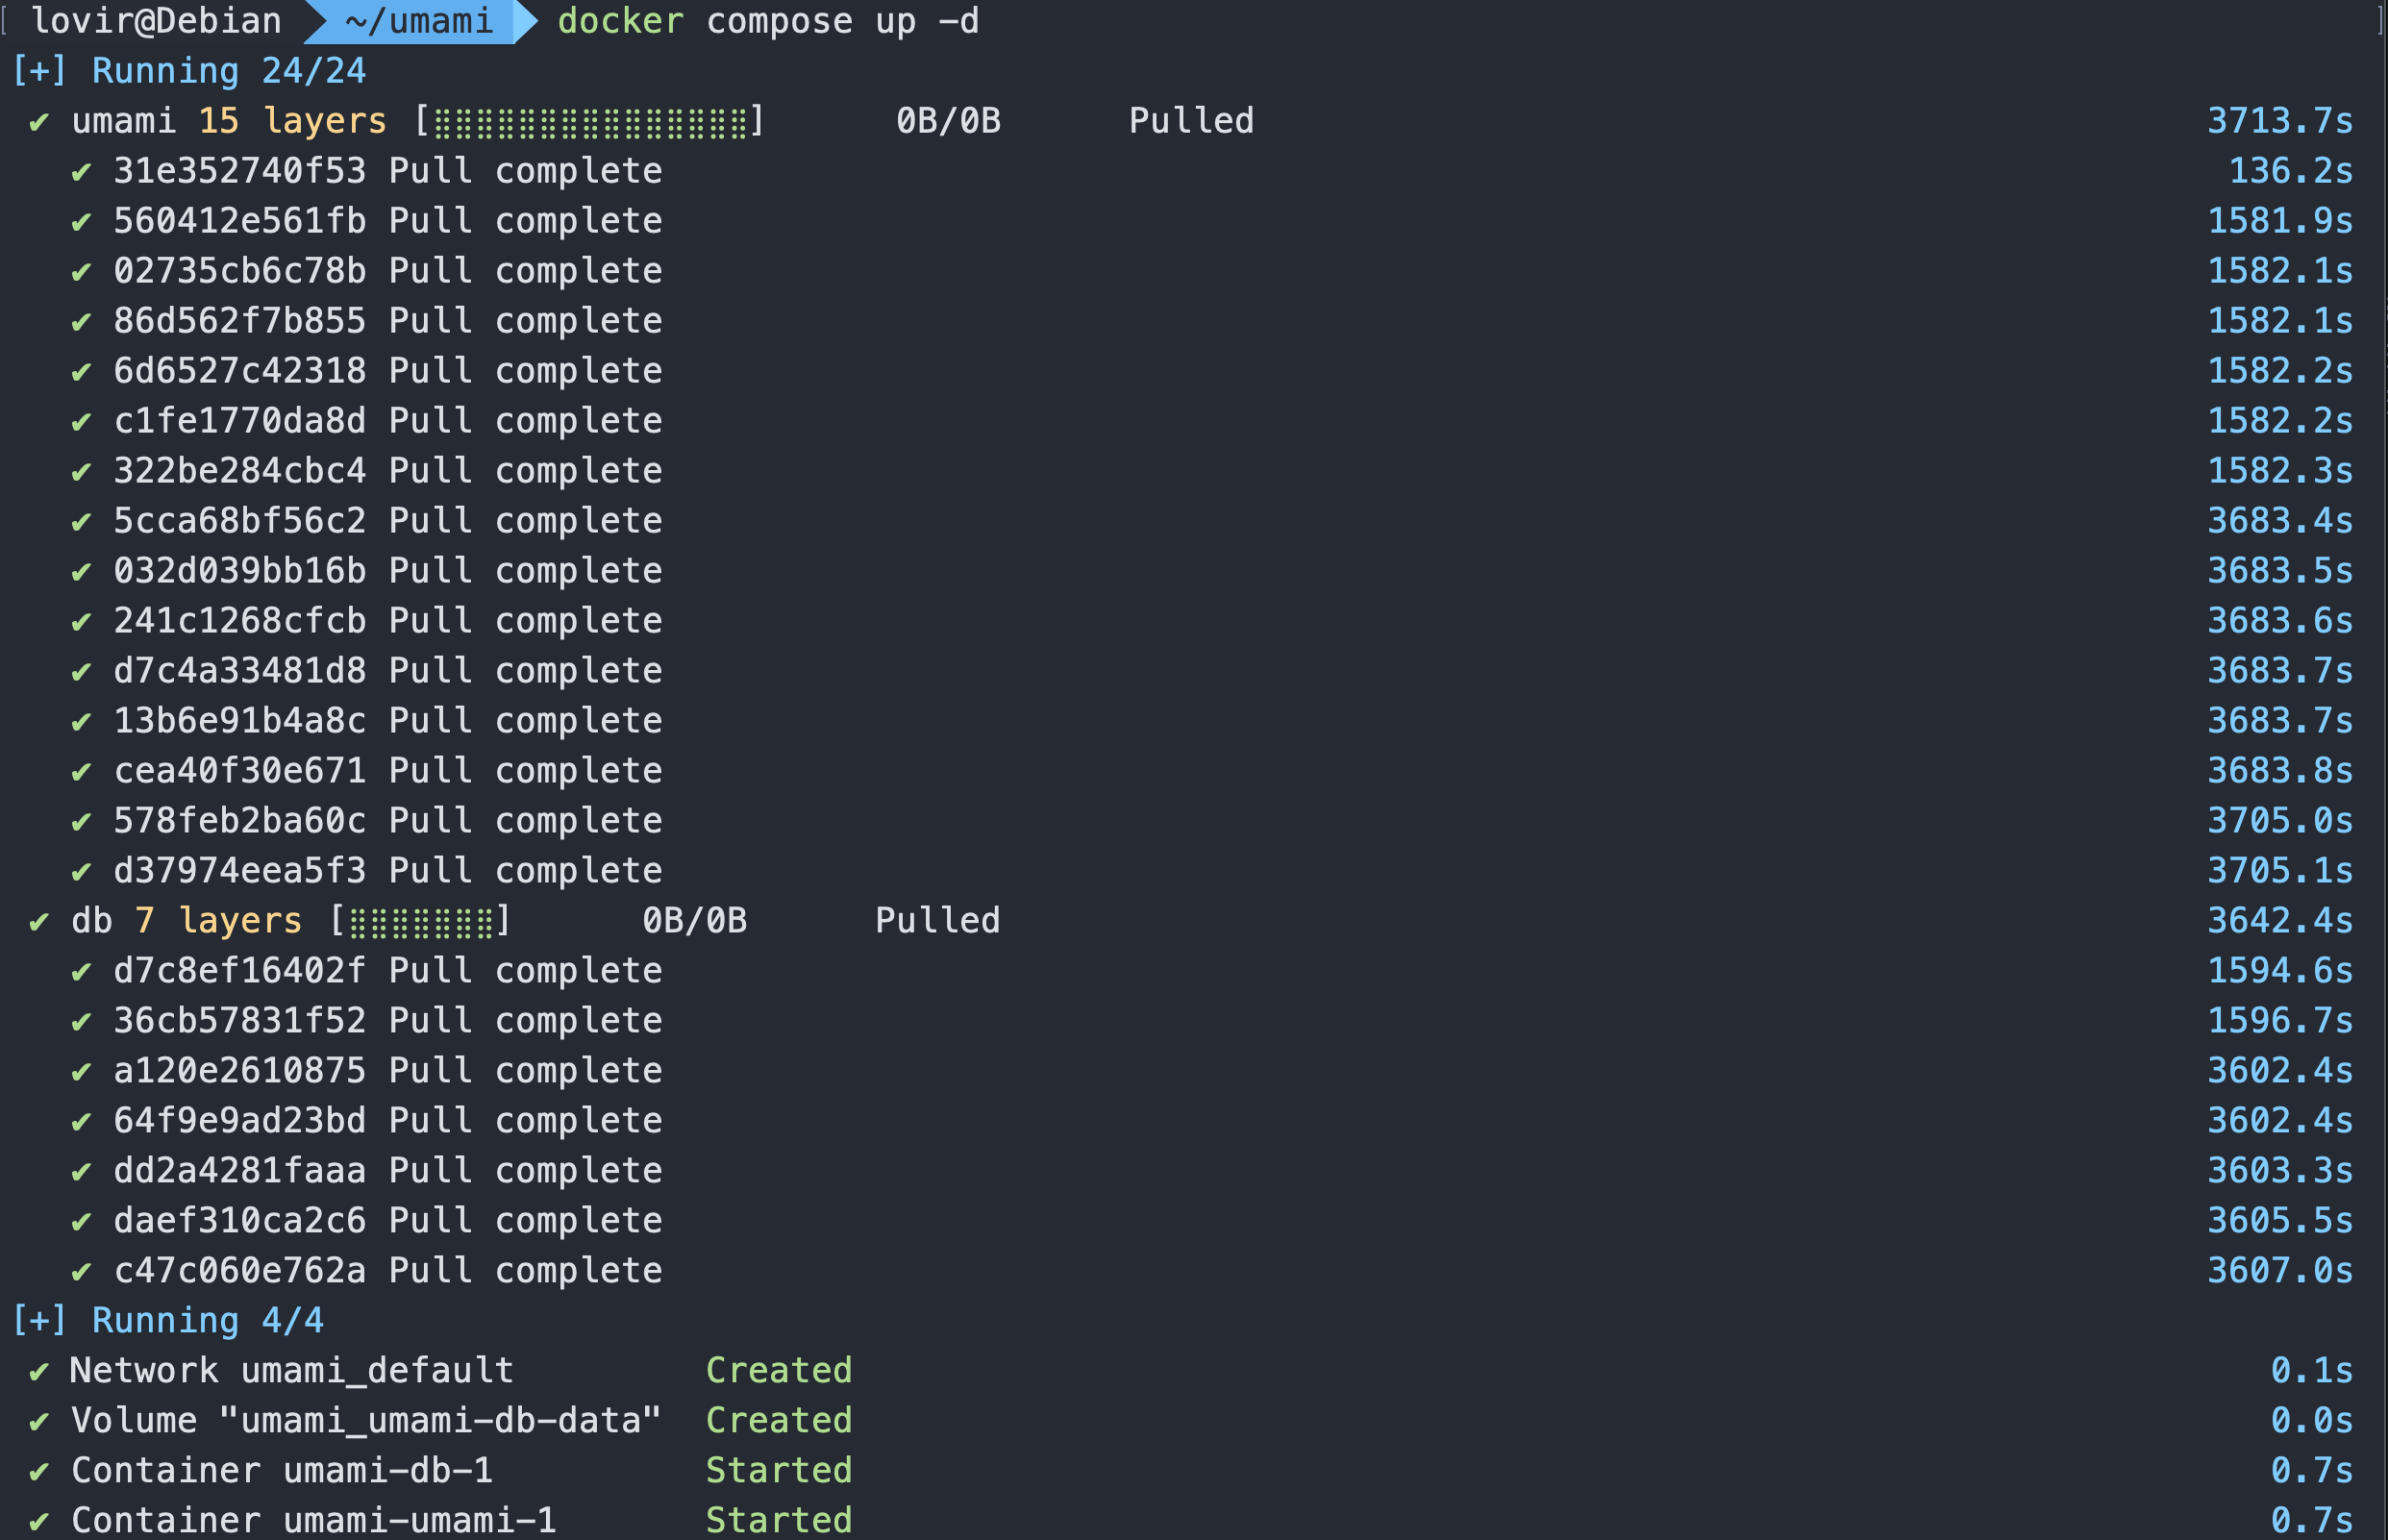 lovir@Debian ~/umami docker compose up -d
[+] Running 24/24
✔ umami 15 layers [⣿⣿⣿⣿⣿⣿⣿⣿⣿⣿⣿⣿⣿⣿⣿] 0B/0B Pulled 3713.7s
✔ 31e352740f53 Pull complete 136.2s
✔ 560412e561fb Pull complete 1581.9s
✔ 02735cb6c78b Pull complete 1582.1s
✔ 86d562f7b855 Pull complete 1582.1s
✔ 6d6527c42318 Pull complete 1582.2s
✔ c1fe1770da8d Pull complete 1582.2s
✔ 322be284cbc4 Pull complete 1582.3s
✔ 5cca68bf56c2 Pull complete 3683.4s
✔ 032d039bb16b Pull complete 3683.5s
✔ 241c1268cfcb Pull complete 3683.6s
✔ d7c4a33481d8 Pull complete 3683.7s
✔ 13b6e91b4a8c Pull complete 3683.7s
✔ cea40f30e671 Pull complete 3683.8s
✔ 578feb2ba60c Pull complete 3705.0s
✔ d37974eea5f3 Pull complete 3705.1s
✔ db 7 layers [⣿⣿⣿⣿⣿⣿⣿] 0B/0B Pulled 3642.4s
✔ d7c8ef16402f Pull complete 1594.6s
✔ 36cb57831f52 Pull complete 1596.7s
✔ a120e2610875 Pull complete 3602.4s
✔ 64f9e9ad23bd Pull complete 3602.4s
✔ dd2a4281faaa Pull complete 3603.3s
✔ daef310ca2c6 Pull complete 3605.5s
✔ c47c060e762a Pull complete 3607.0s
[+] Running 4/4
✔ Network umami_default Created 0.1s
✔ Volume "umami_umami-db-data" Created 0.0s
✔ Container umami-db-1 Started 0.7s
✔ Container umami-umami-1 Started 0.7s